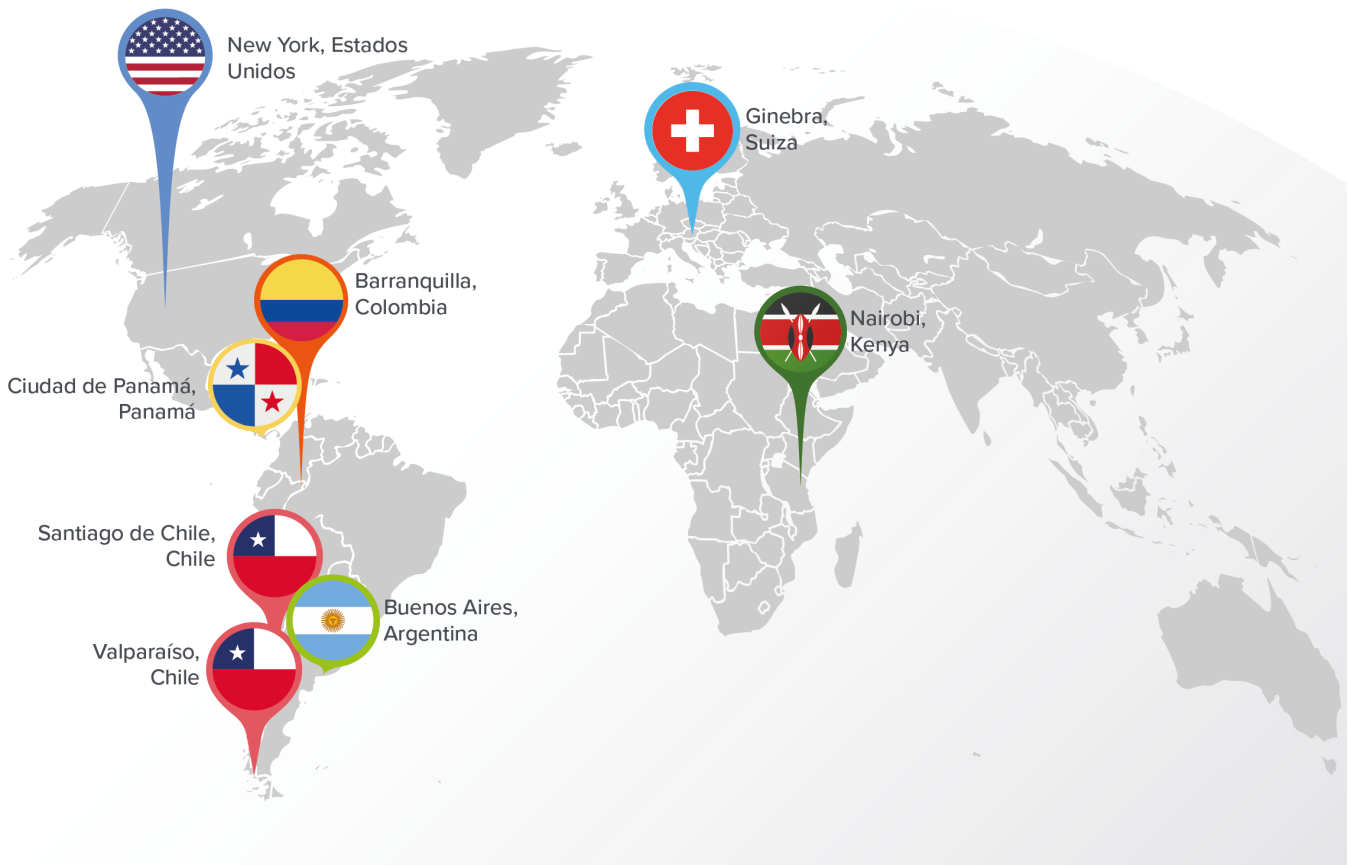 New York, Estados
Unidos
Ginebra,
Suiza
Barranquilla,
Colombia
Nairobi,
Kenya
Ciudad de Panamá,
Panamá
Santiago de Chile,
Chile
Buenos Aires,
Argentina
Valparaíso,
Chile